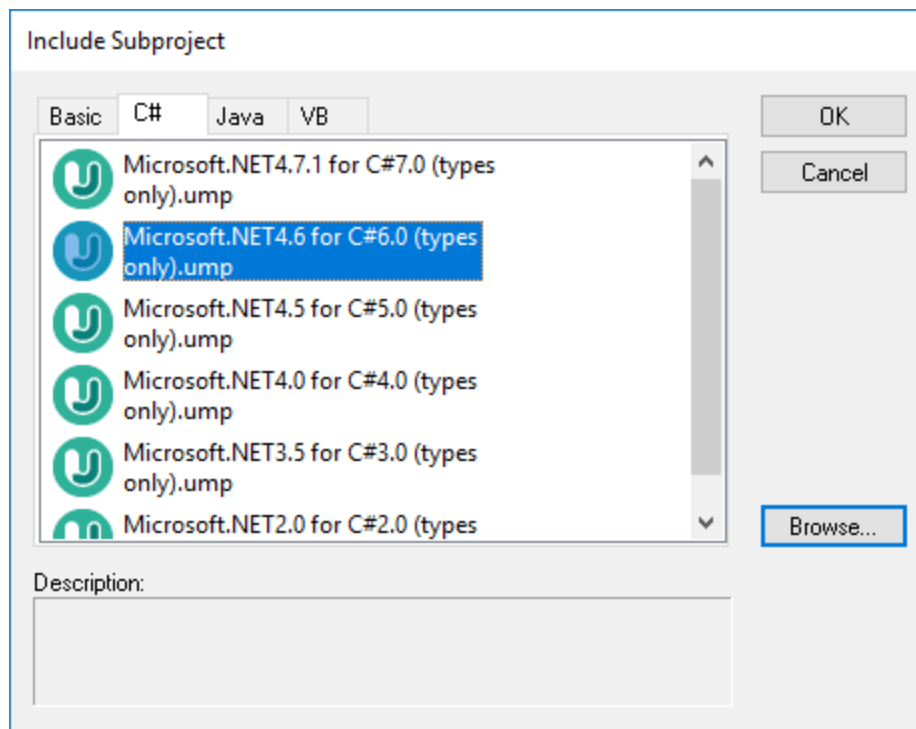 Include Subproject
Basic C# Java VB
OK
Cancel
Microsoft.NET4.7.1 for C#7.0 (types
only).ump
Microsoft.NET4.6 for C#6.0 (types
only).ump
Microsoft.NET4.5 for C#5.0 (types
only).ump
Microsoft.NET4.0 for C#4.0 (types
only).ump
Microsoft.NET3.5 for C#3.0 (types
only).ump
Microsoft.NET2.0 for C#2.0 (types
Browse...
Description: